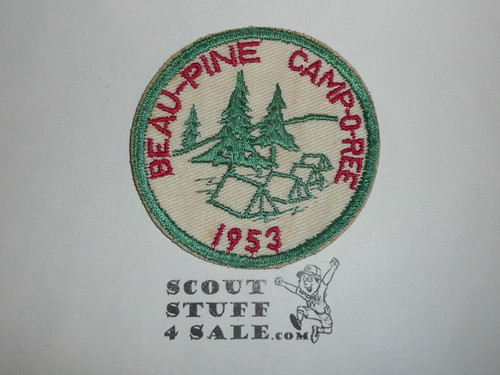 BEAU-PINE CAMP-O-REE
1953
SCOUT
STUFF
4 SALE.COM